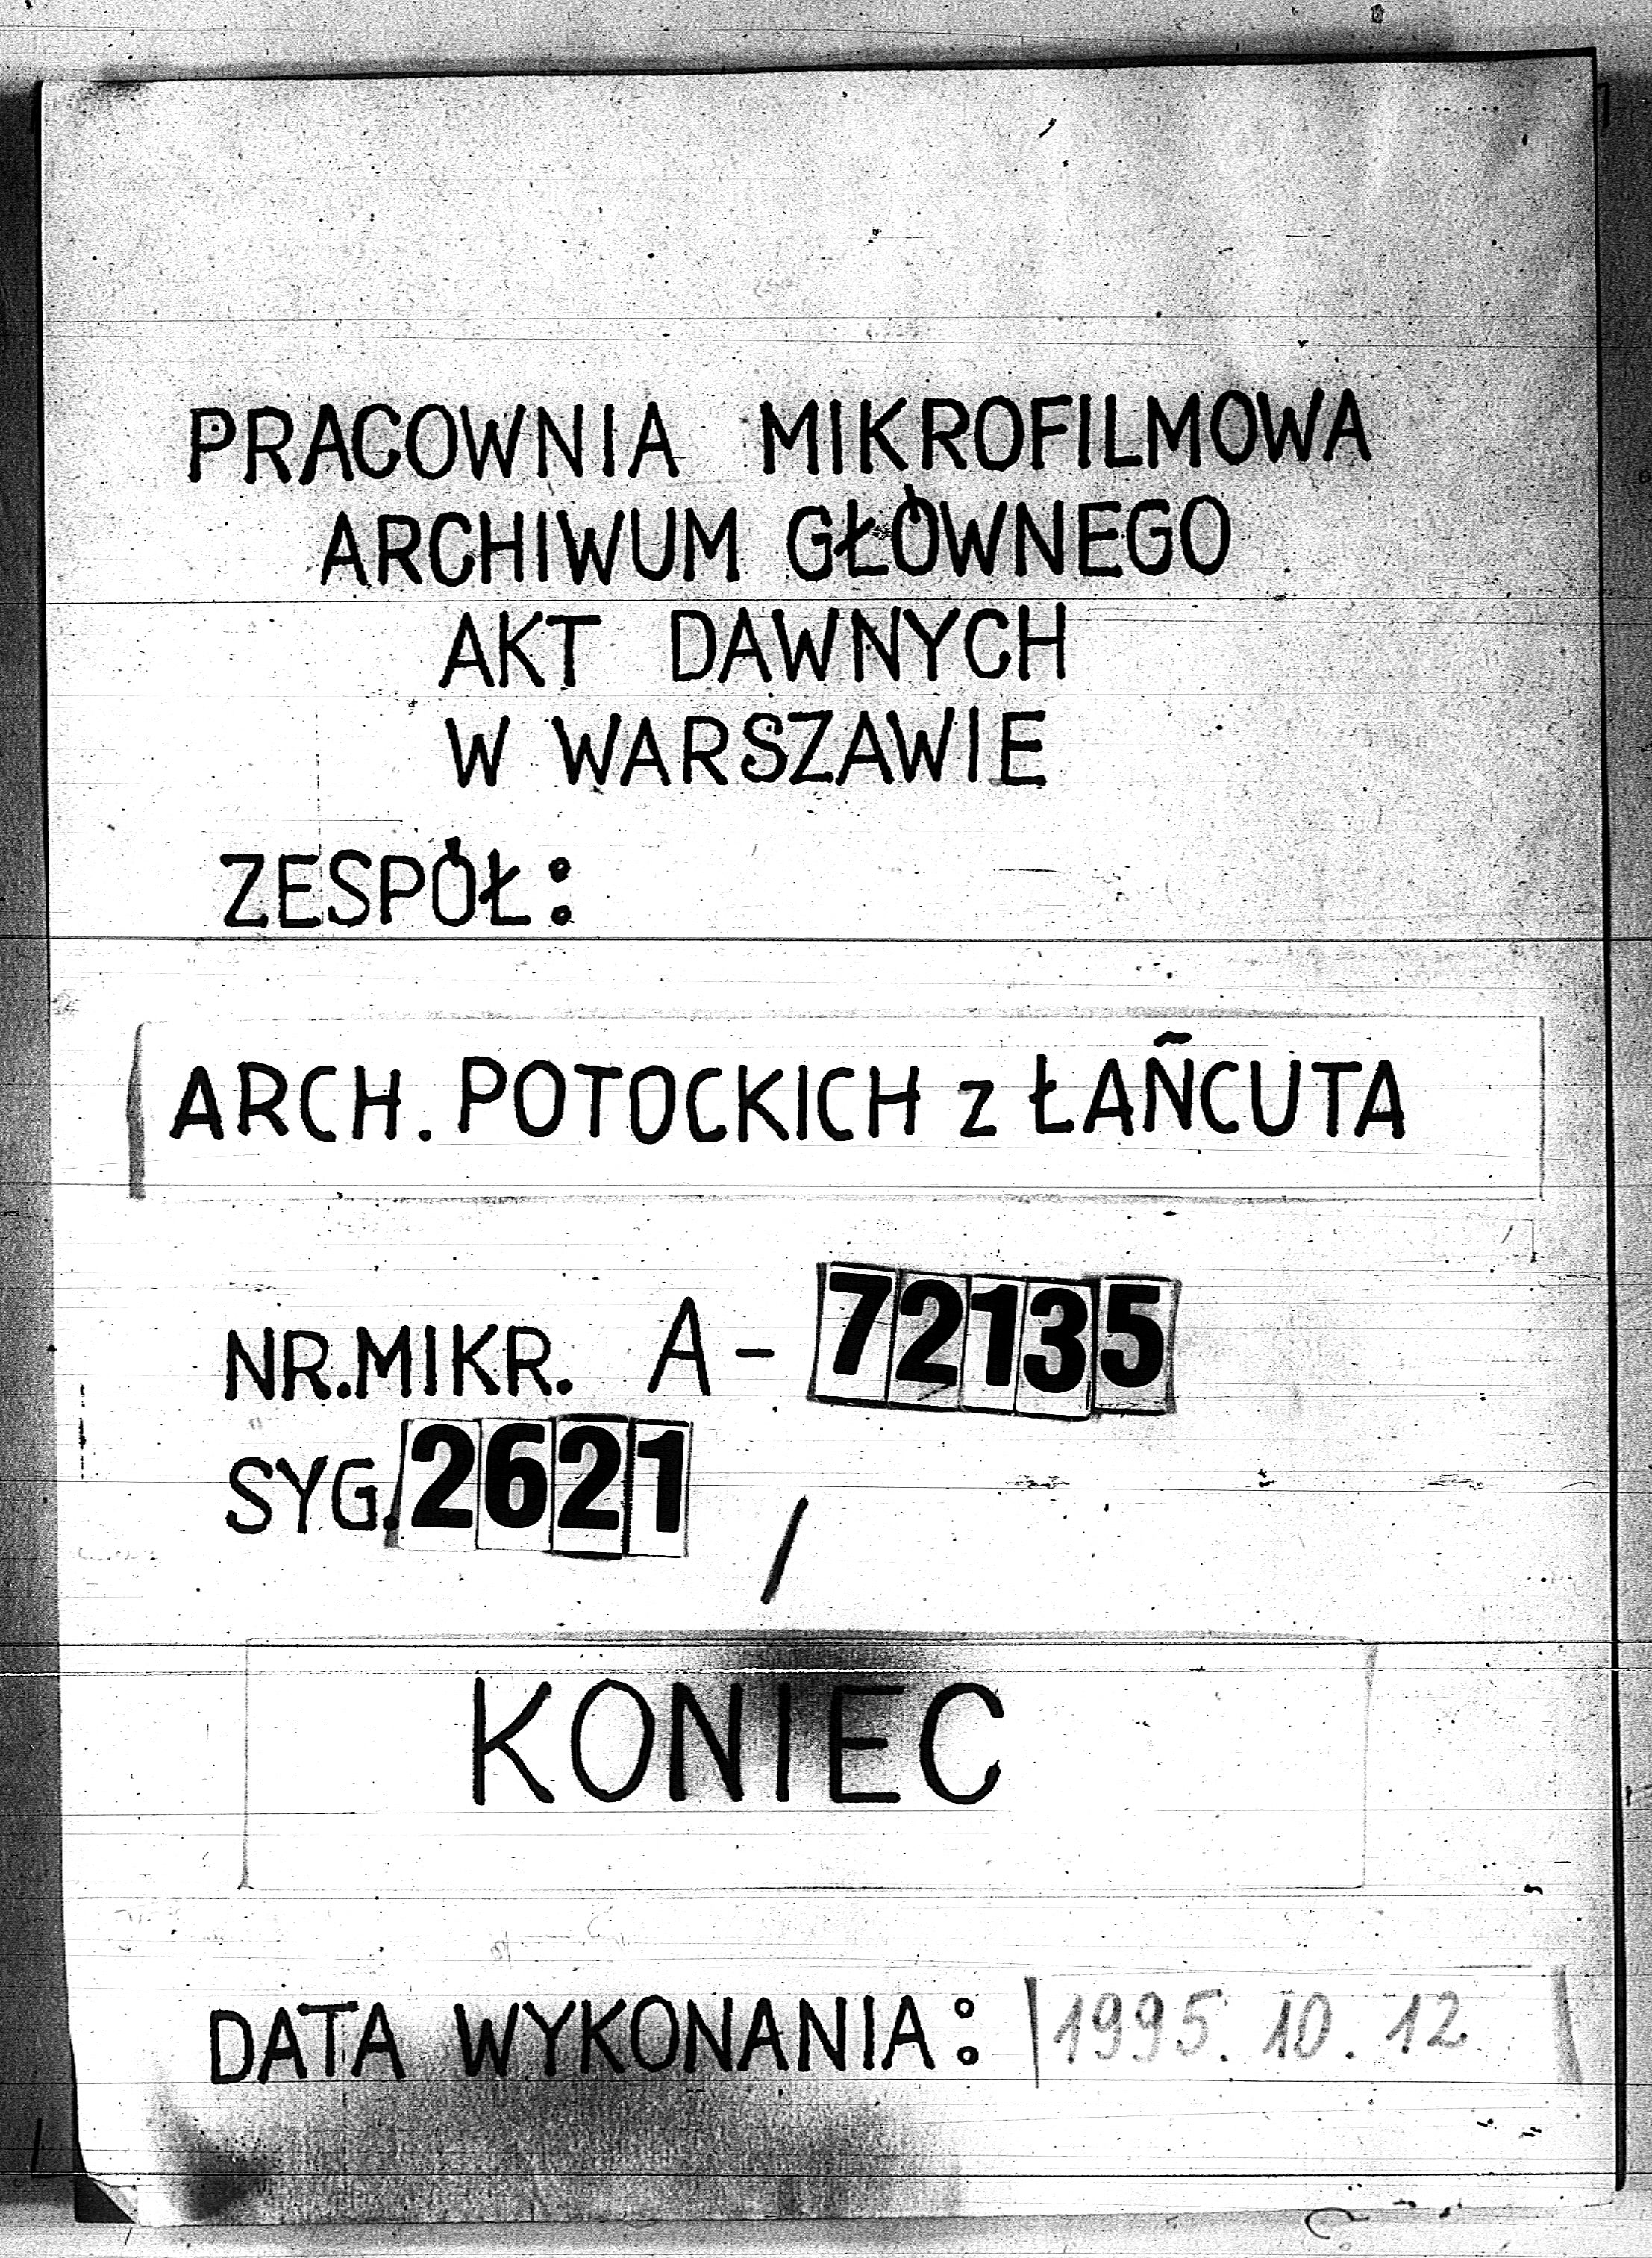 PRACOWNIA MIKROFILMOWA
ARCHIWUM GŁÓWNEGO
AKT DAWNYCH
W WARSZAWIE
ZESPÓŁ:
ARCH. POTOCKICH z ŁAŃCUTA
NR.MIKR. A-72135
SYG.2621 /
KONIEC
DATA WYKONANIA: 1995.10.12